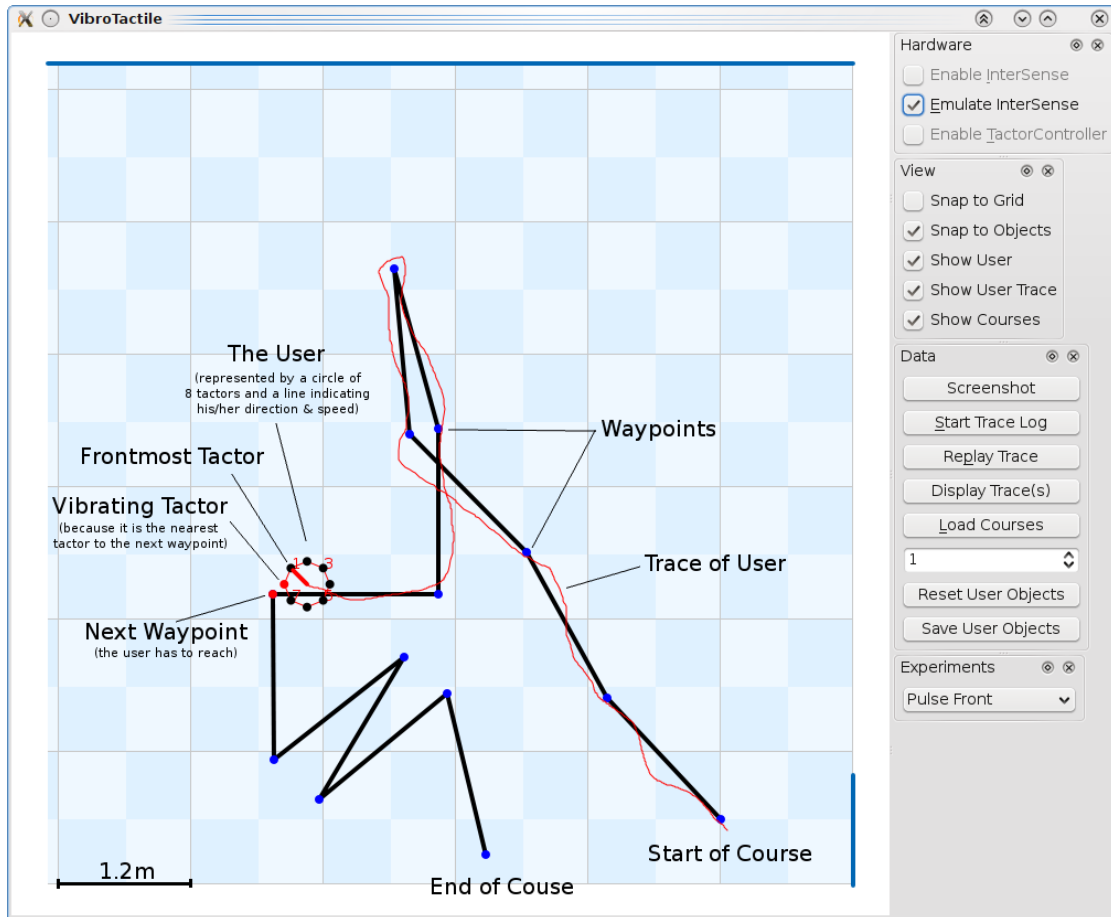 VibroTactile
The User
(represented by a circle of
8 tactors and a line indicating
his/her direction & speed)
Waypoints
Frontmost Tactor
Vibrating Tactor
(because it is the nearest
tactor to the next waypoint)
1
3
7
5
Trace of User
Next Waypoint
(the user has to reach)
Start of Course
1.2m
End of Couse
Hardware
Enable InterSense
Emulate InterSense
Enable TactorController
View
Snap to Grid
Snap to Objects
Show User
Show User Trace
Show Courses
Data
Screenshot
Start Trace Log
Replay Trace
Display Trace(s)
Load Courses
1
Reset User Objects
Save User Objects
Experiments
Pulse Front